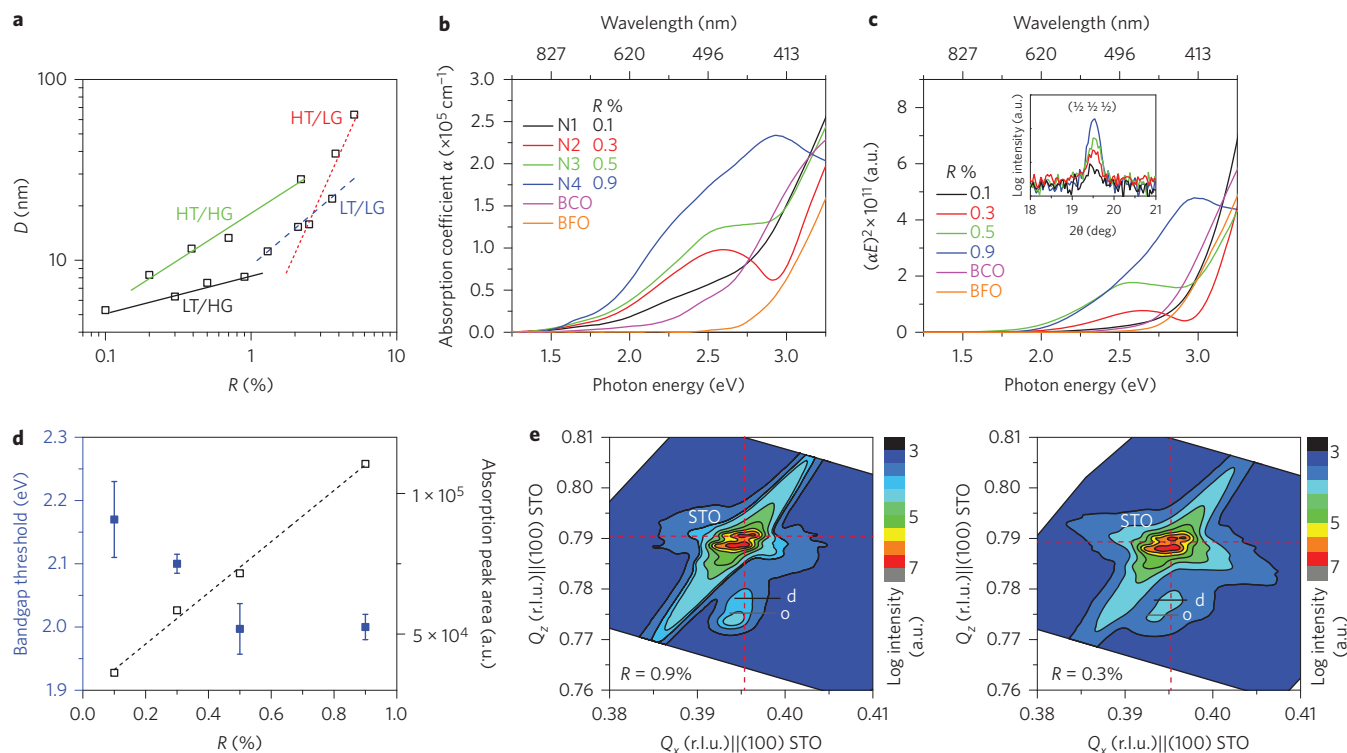 a
100
10
D (nm)
0.1
1
10
R (%)
HT/LG
HT/HG
LT/LG
LT/HG
b
Wavelength (nm)
827 620 496 413
Absorption coefficient α (×10⁵ cm⁻¹)
3.0
2.5
2.0
1.5
1.0
0.5
0.0
R %
N1 0.1
N2 0.3
N3 0.5
N4 0.9
BCO
BFO
1.5 2.0 2.5 3.0
Photon energy (eV)
c
Wavelength (nm)
827 620 496 413
(αE)² × 10¹¹ (a.u.)
8
6
4
2
0
R %
0.1
0.3
0.5
0.9
BCO
BFO
Log intensity (a.u.)
(½ ½ ½)
18 19 20 21
2θ (deg)
1.5 2.0 2.5 3.0
Photon energy (eV)
d
Bandgap threshold (eV)
2.3
2.2
2.1
2.0
1.9
1 × 10⁵
5 × 10⁴
Absorption peak area (a.u.)
0.0 0.2 0.4 0.6 0.8 1.0
R (%)
e
Q_z (r.l.u.)||(100) STO
0.81
0.80
0.79
0.78
0.77
0.76
STO
d
o
R = 0.9%
0.38 0.39 0.40 0.41
Q_x (r.l.u.)||(100) STO
3
5
7
Log intensity (a.u.)
Q_z (r.l.u.)||(100) STO
0.81
0.80
0.79
0.78
0.77
0.76
STO
d
o
R = 0.3%
0.38 0.39 0.40 0.41
Q_x (r.l.u.)||(100) STO
3
5
7
Log intensity (a.u.)